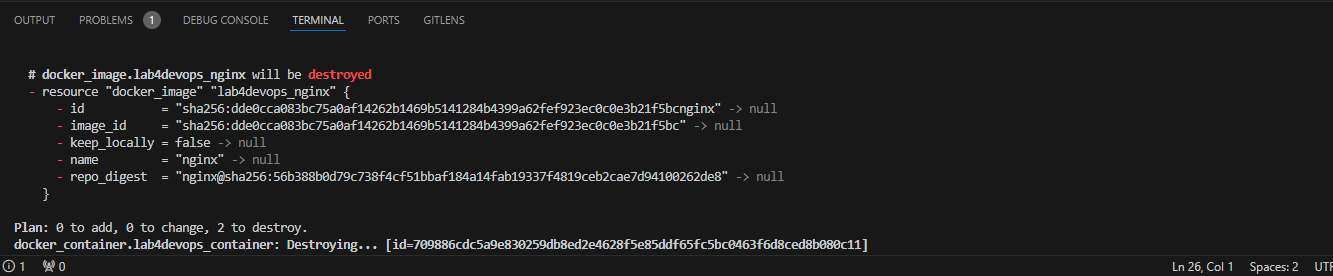 OUTPUT PROBLEMS 1 DEBUG CONSOLE TERMINAL PORTS GITLENS
# docker_image.lab4devops_nginx will be destroyed
- resource "docker_image" "lab4devops_nginx" {
- id = "sha256:dde0cca083bc75a0af14262b1469b5141284b4399a62fef923ec0c0e3b21f5bcnginx" -> null
- image_id = "sha256:dde0cca083bc75a0af14262b1469b5141284b4399a62fef923ec0c0e3b21f5bc" -> null
- keep_locally = false -> null
- name = "nginx" -> null
- repo_digest = "nginx@sha256:56b388b0d79c738f4cf51bbaf184a14fab19337f4819ceb2cae7d94100262de8" -> null
}
Plan: 0 to add, 0 to change, 2 to destroy.
docker_container.lab4devops_container: Destroying... [id=709886cdc5a9e830259db8ed2e4628f5e85ddf65fc5bc0463f6d8ced8b080c11]
1 0 Ln 26, Col 1 Spaces: 2 UTF